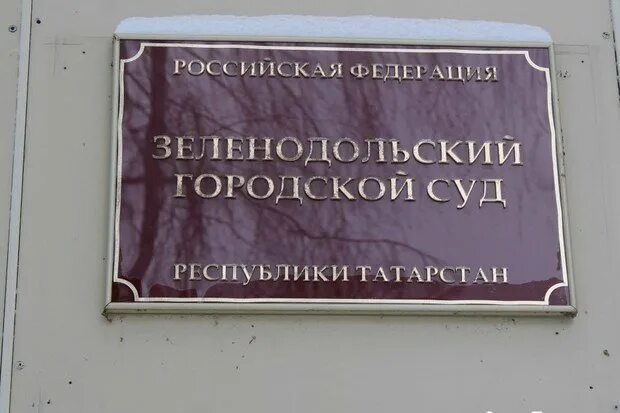 РОССИЙСКАЯ ФЕДЕРАЦИЯ
ЗЕЛЕНОДОЛЬСКИЙ
ГОРОДСКОЙ СУД
РЕСПУБЛИКИ ТАТАРСТАН